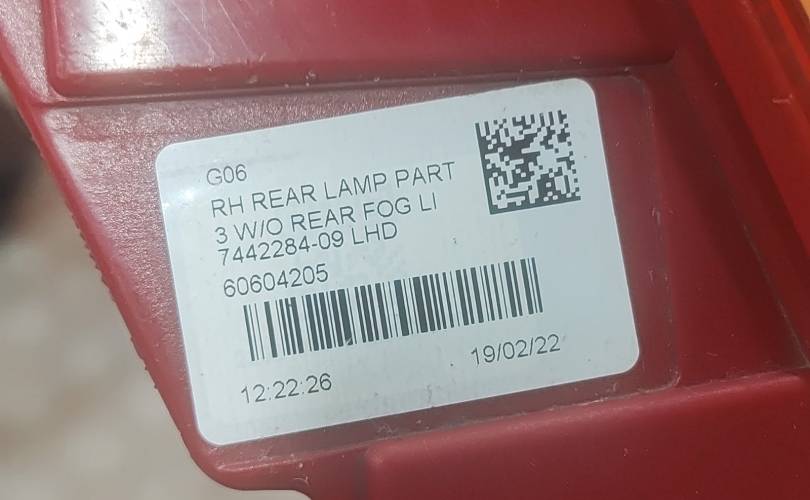 G06
RH REAR LAMP PART
3 W/O REAR FOG LI
7442284-09 LHD
60604205
12:22:26
19/02/22